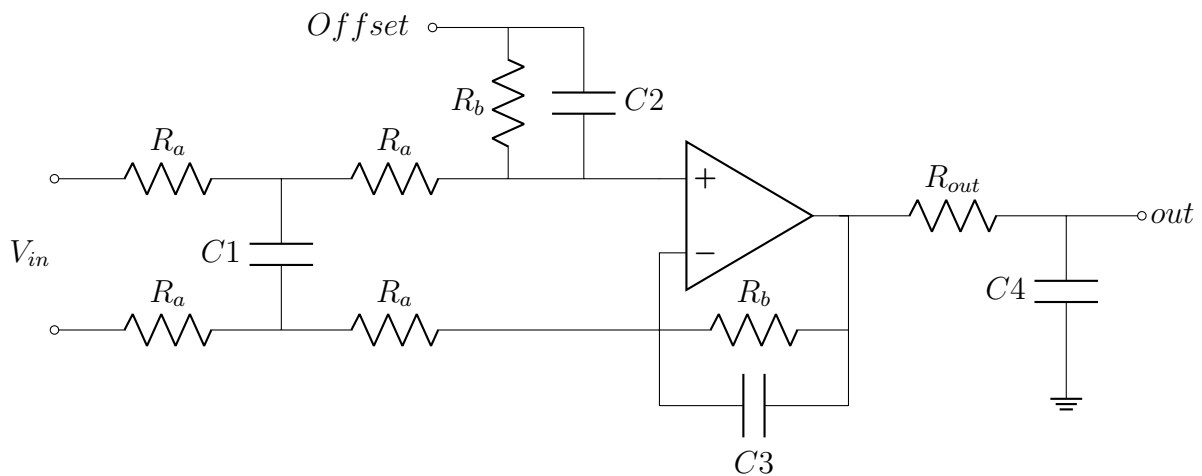 Offset
R_b
C2
R_a
R_a
+
R_out
out
V_in
C1
−
C4
R_a
R_a
R_b
C3